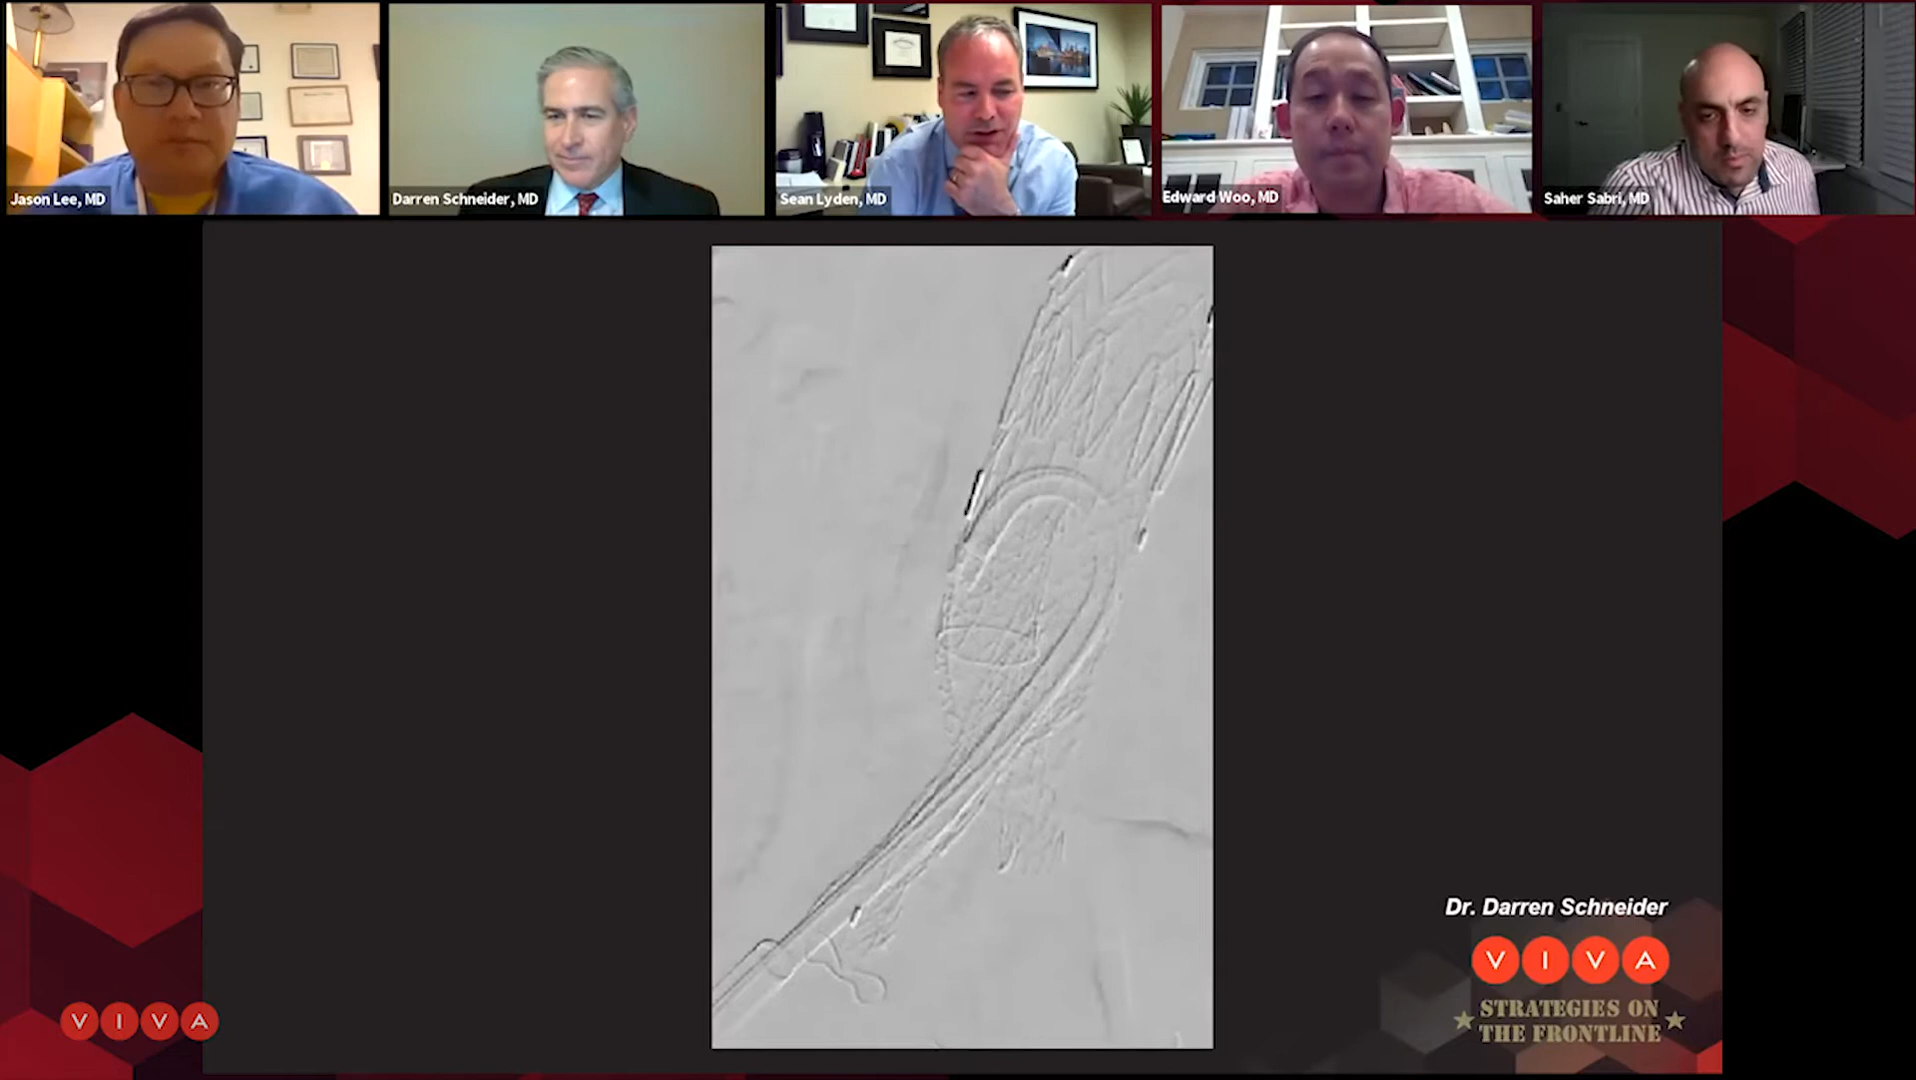 Jason Lee, MD
Darren Schneider, MD
Sean Lyden, MD
Edward Woo, MD
Saher Sabri, MD
Dr. Darren Schneider
VIVA
STRATEGIES ON
THE FRONTLINE
VIVA